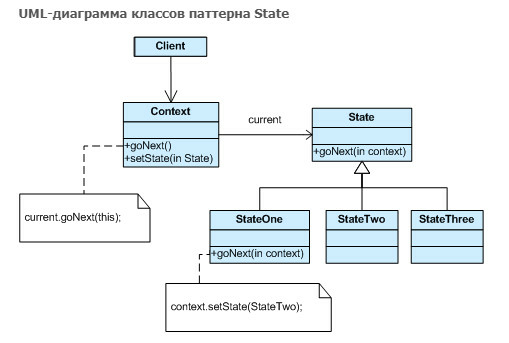 UML-диаграмма классов паттерна State
Client
Context
+goNext()
+setState(in State)
current
State
+goNext(in context)
current.goNext(this);
StateOne
+goNext(in context)
StateTwo
StateThree
context.setState(StateTwo);